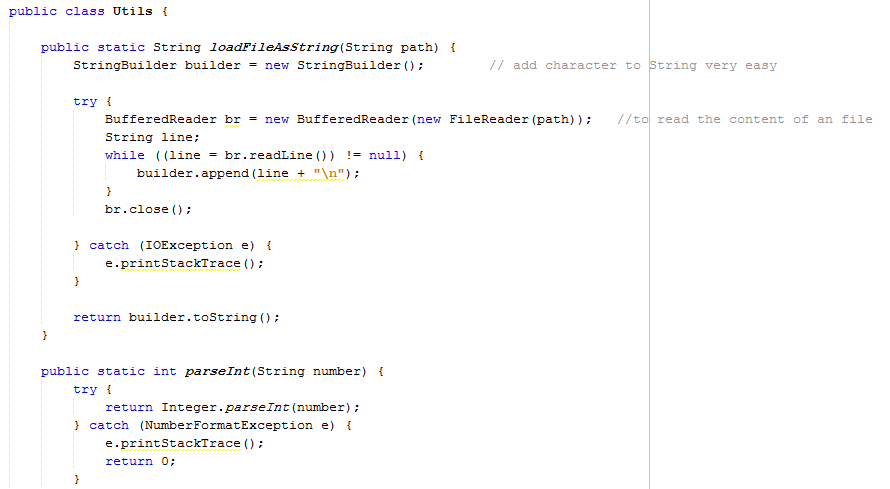 public class Utils {
public static String loadFileAsString(String path) {
StringBuilder builder = new StringBuilder();        // add character to String very easy
try {
BufferedReader br = new BufferedReader(new FileReader(path));   //to read the content of an file
String line;
while ((line = br.readLine()) != null) {
builder.append(line + "\n");
}
br.close();
} catch (IOException e) {
e.printStackTrace();
}
return builder.toString();
}
public static int parseInt(String number) {
try {
return Integer.parseInt(number);
} catch (NumberFormatException e) {
e.printStackTrace();
return 0;
}